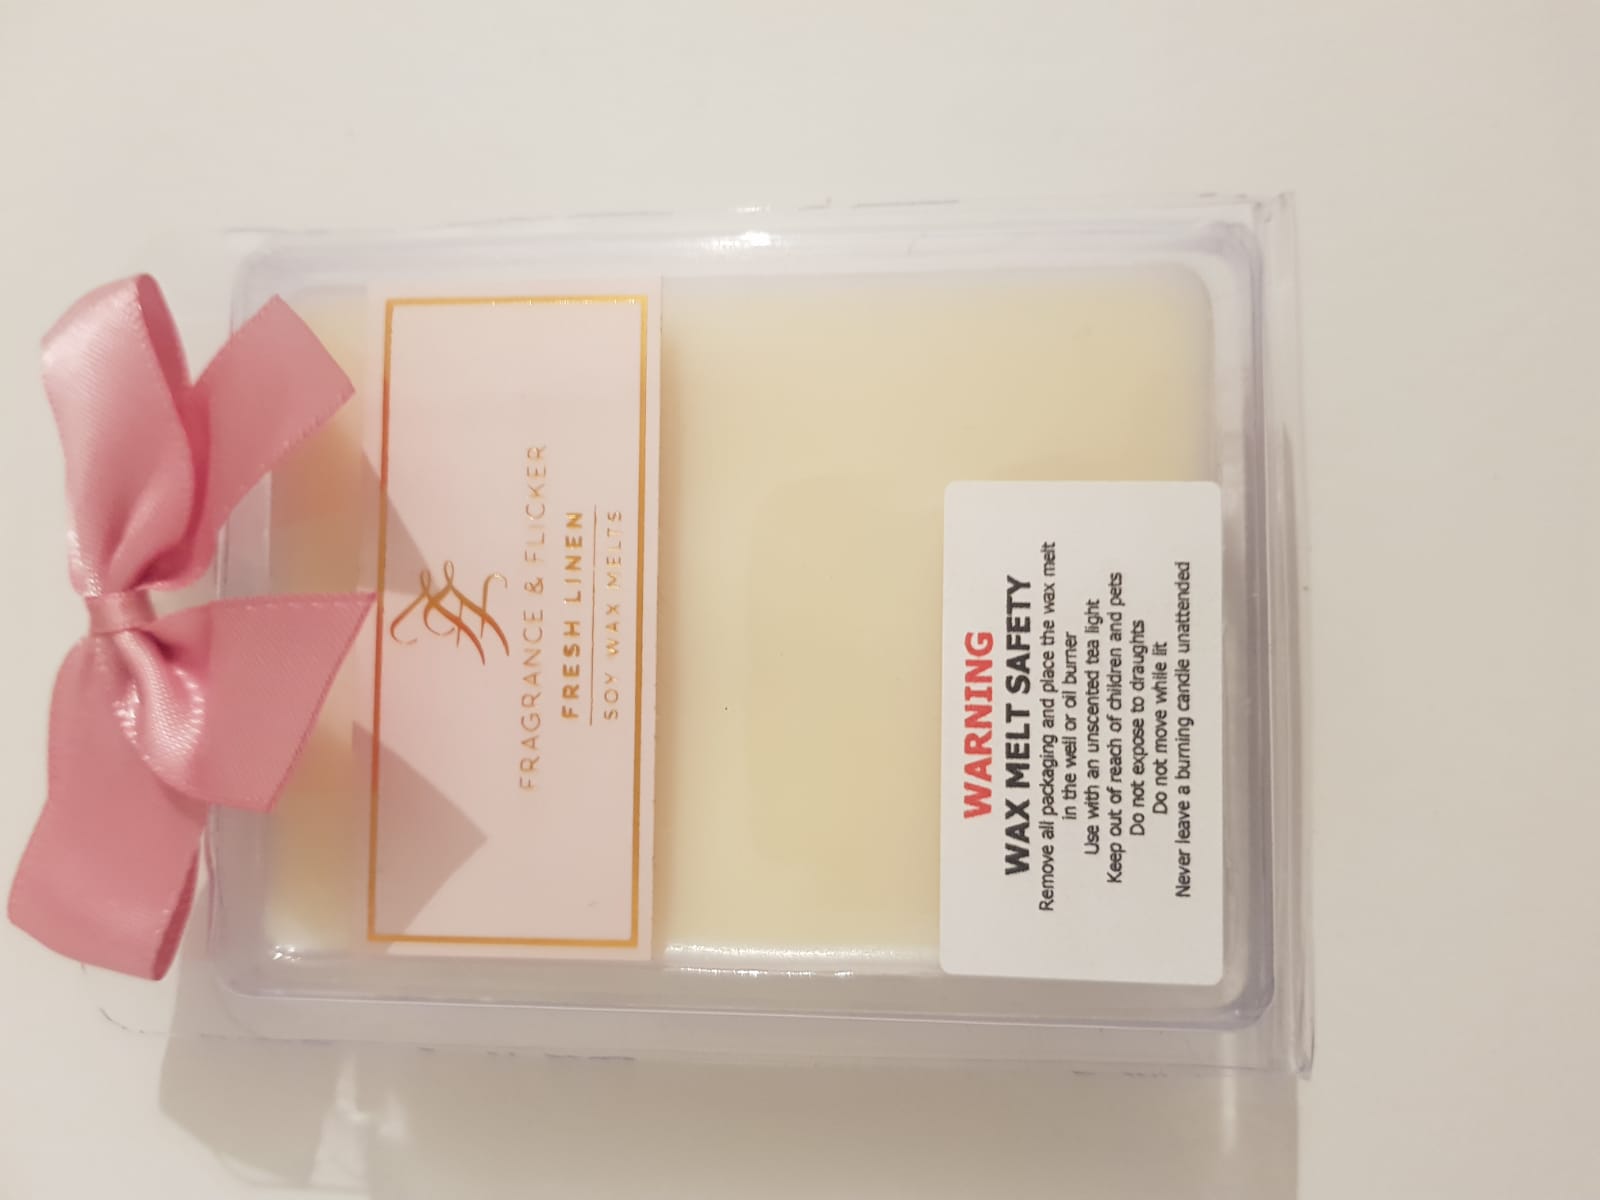 FRAGRANCE & FLICKER
FRESH LINEN
SOY WAX MELTS
WARNING
WAX MELT SAFETY
Remove all packaging and place the wax melt
in the well or oil burner
Use with an unscented tea light
Keep out of reach of children and pets
Do not expose to draughts
Do not move while lit
Never leave a burning candle unattended